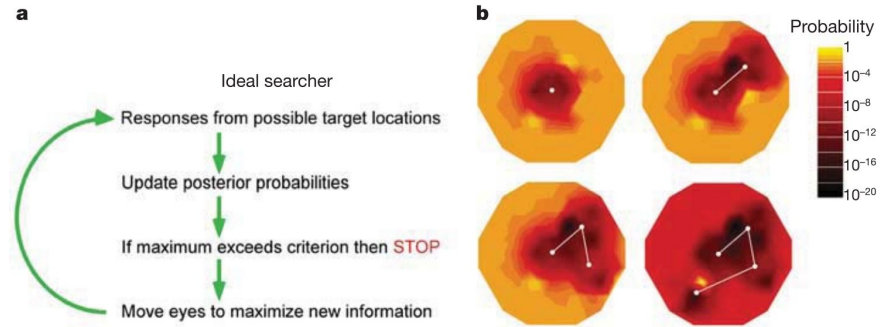 a
Ideal searcher
Responses from possible target locations
Update posterior probabilities
If maximum exceeds criterion then STOP
Move eyes to maximize new information
b
Probability
1
10⁻⁴
10⁻⁸
10⁻¹²
10⁻¹⁶
10⁻²⁰